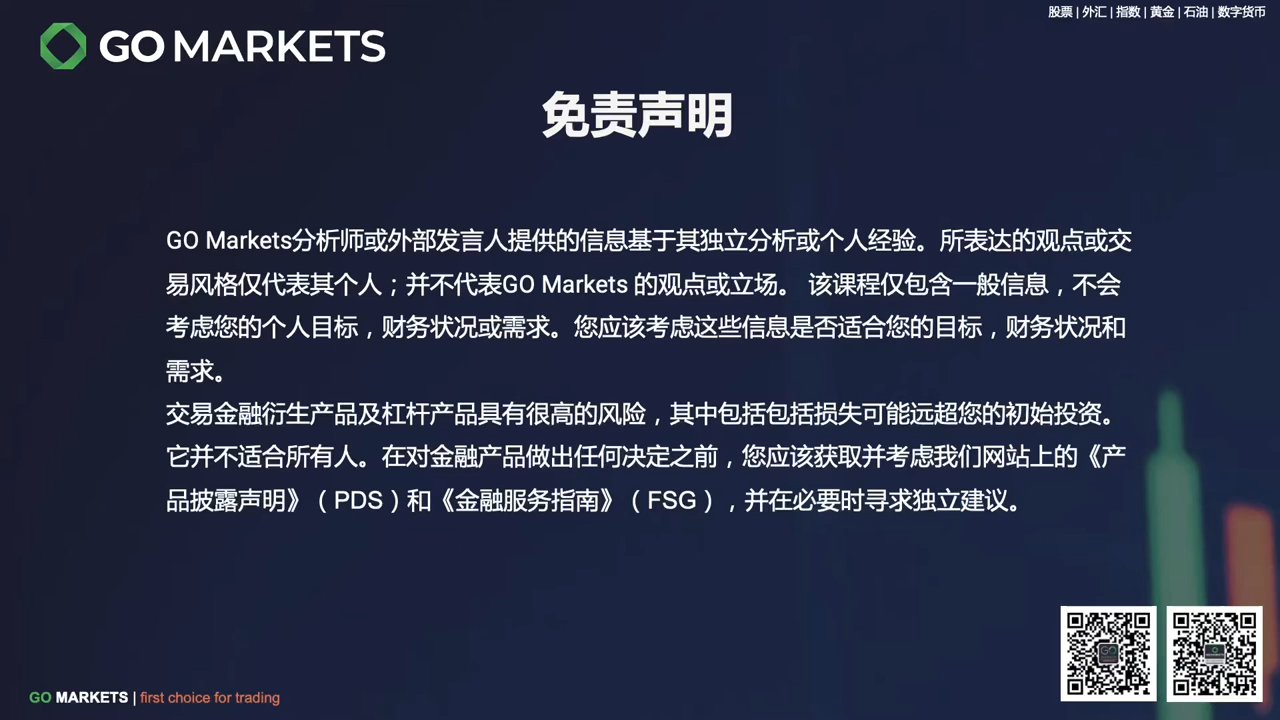 股票 | 外汇 | 指数 | 黄金 | 石油 | 数字货币
GO MARKETS
免责声明
GO Markets分析师或外部发言人提供的信息基于其独立分析或个人经验。所表达的观点或交
易风格仅代表其个人；并不代表GO Markets 的观点或立场。 该课程仅包含一般信息，不会
考虑您的个人目标，财务状况或需求。您应该考虑这些信息是否适合您的目标，财务状况和
需求。
交易金融衍生产品及杠杆产品具有很高的风险，其中包括包括损失可能远超您的初始投资。
它并不适合所有人。在对金融产品做出任何决定之前，您应该获取并考虑我们网站上的《产
品披露声明》（PDS）和《金融服务指南》（FSG），并在必要时寻求独立建议。
GO MARKETS | first choice for trading